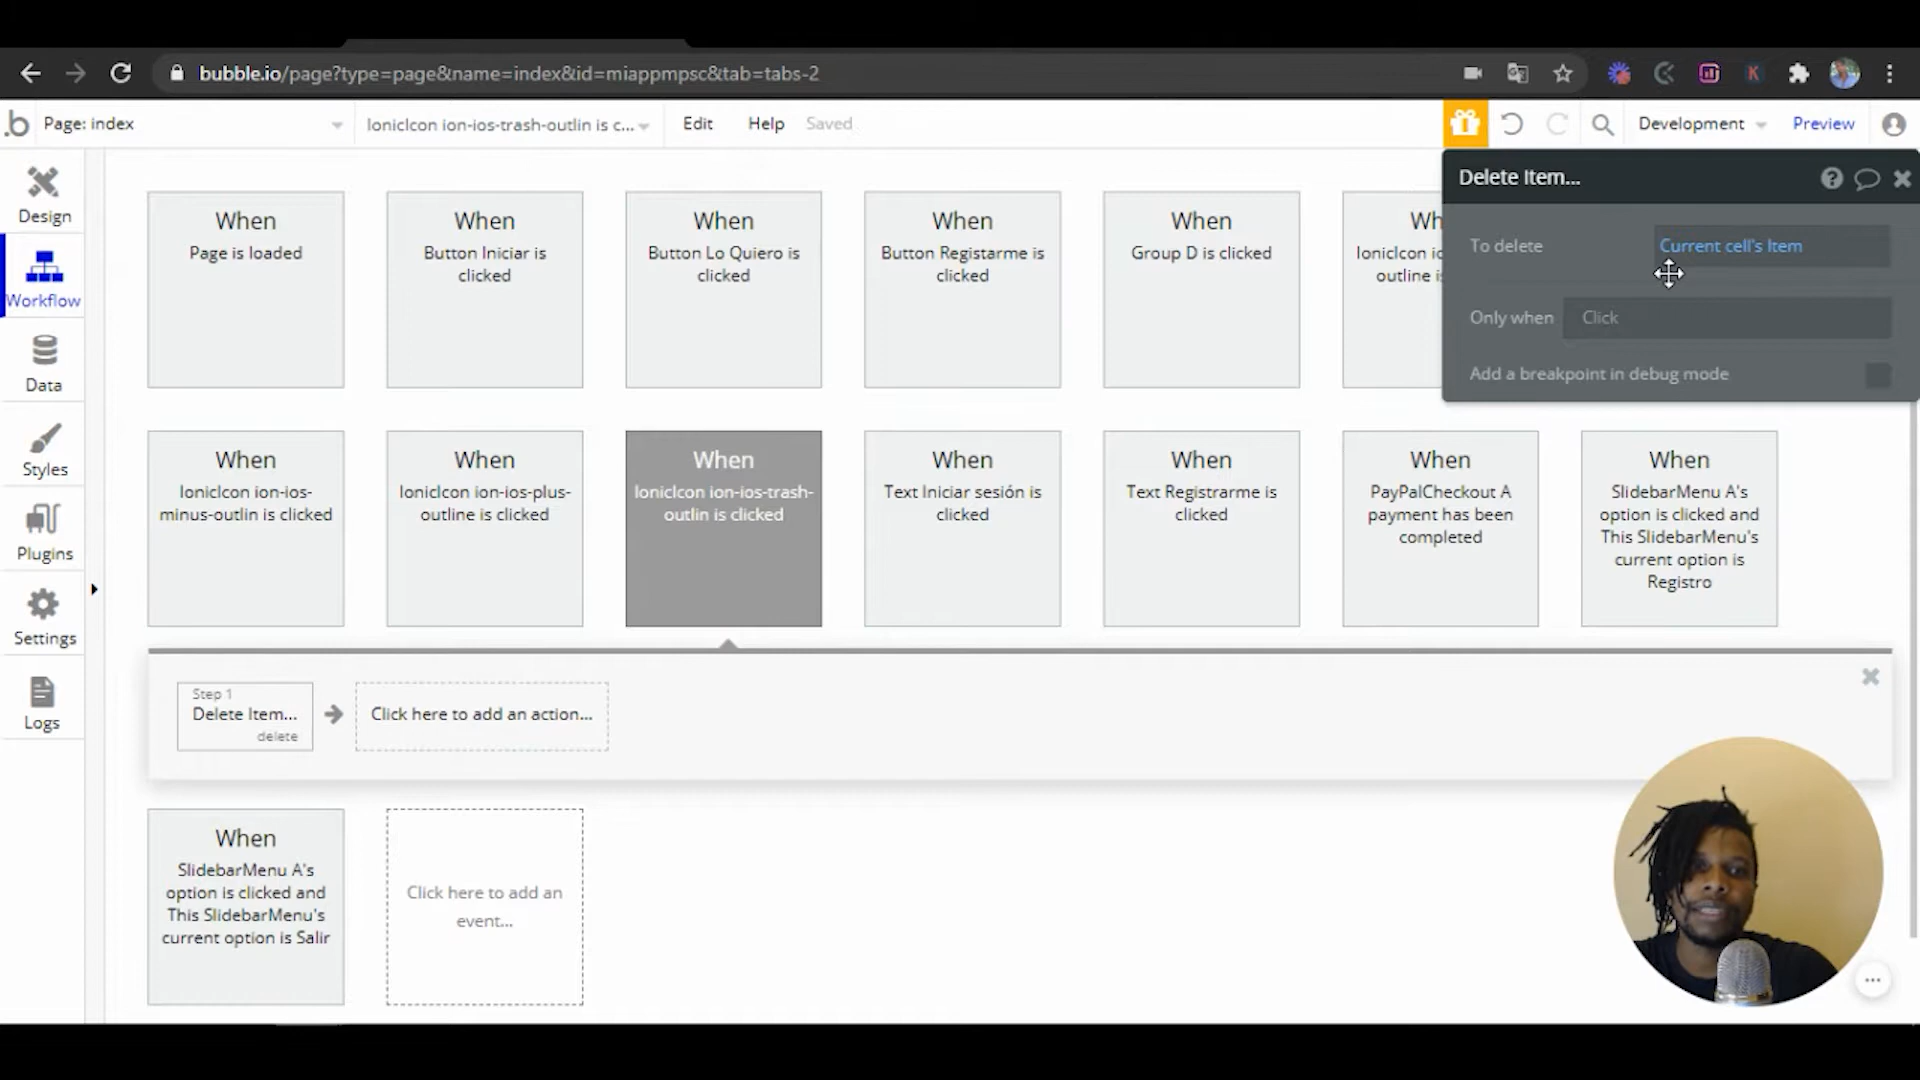 bubble.io/page?type=page&name=index&id=miappmpsc&tab=tabs-2
.b Page: index
IonicIcon ion-ios-trash-outlin is c...
Edit
Help
Saved
Development
Preview
Design
Workflow
Data
Styles
Plugins
Settings
Logs
When
Page is loaded
When
Button Iniciar is
clicked
When
Button Lo Quiero is
clicked
When
Button Registarme is
clicked
When
Group D is clicked
Wh
IonicIcon io
outline is
Delete Item...
To delete
Current cell's Item
Only when
Click
Add a breakpoint in debug mode
When
IonicIcon ion-ios-
minus-outlin is clicked
When
IonicIcon ion-ios-plus-
outline is clicked
When
IonicIcon ion-ios-trash-
outlin is clicked
When
Text Iniciar sesión is
clicked
When
Text Registrarme is
clicked
When
PayPalCheckout A
payment has been
completed
When
SlidebarMenu A's
option is clicked and
This SlidebarMenu's
current option is
Registro
Step 1
Delete Item...
delete
Click here to add an action...
When
SlidebarMenu A's
option is clicked and
This SlidebarMenu's
current option is Salir
Click here to add an
event...